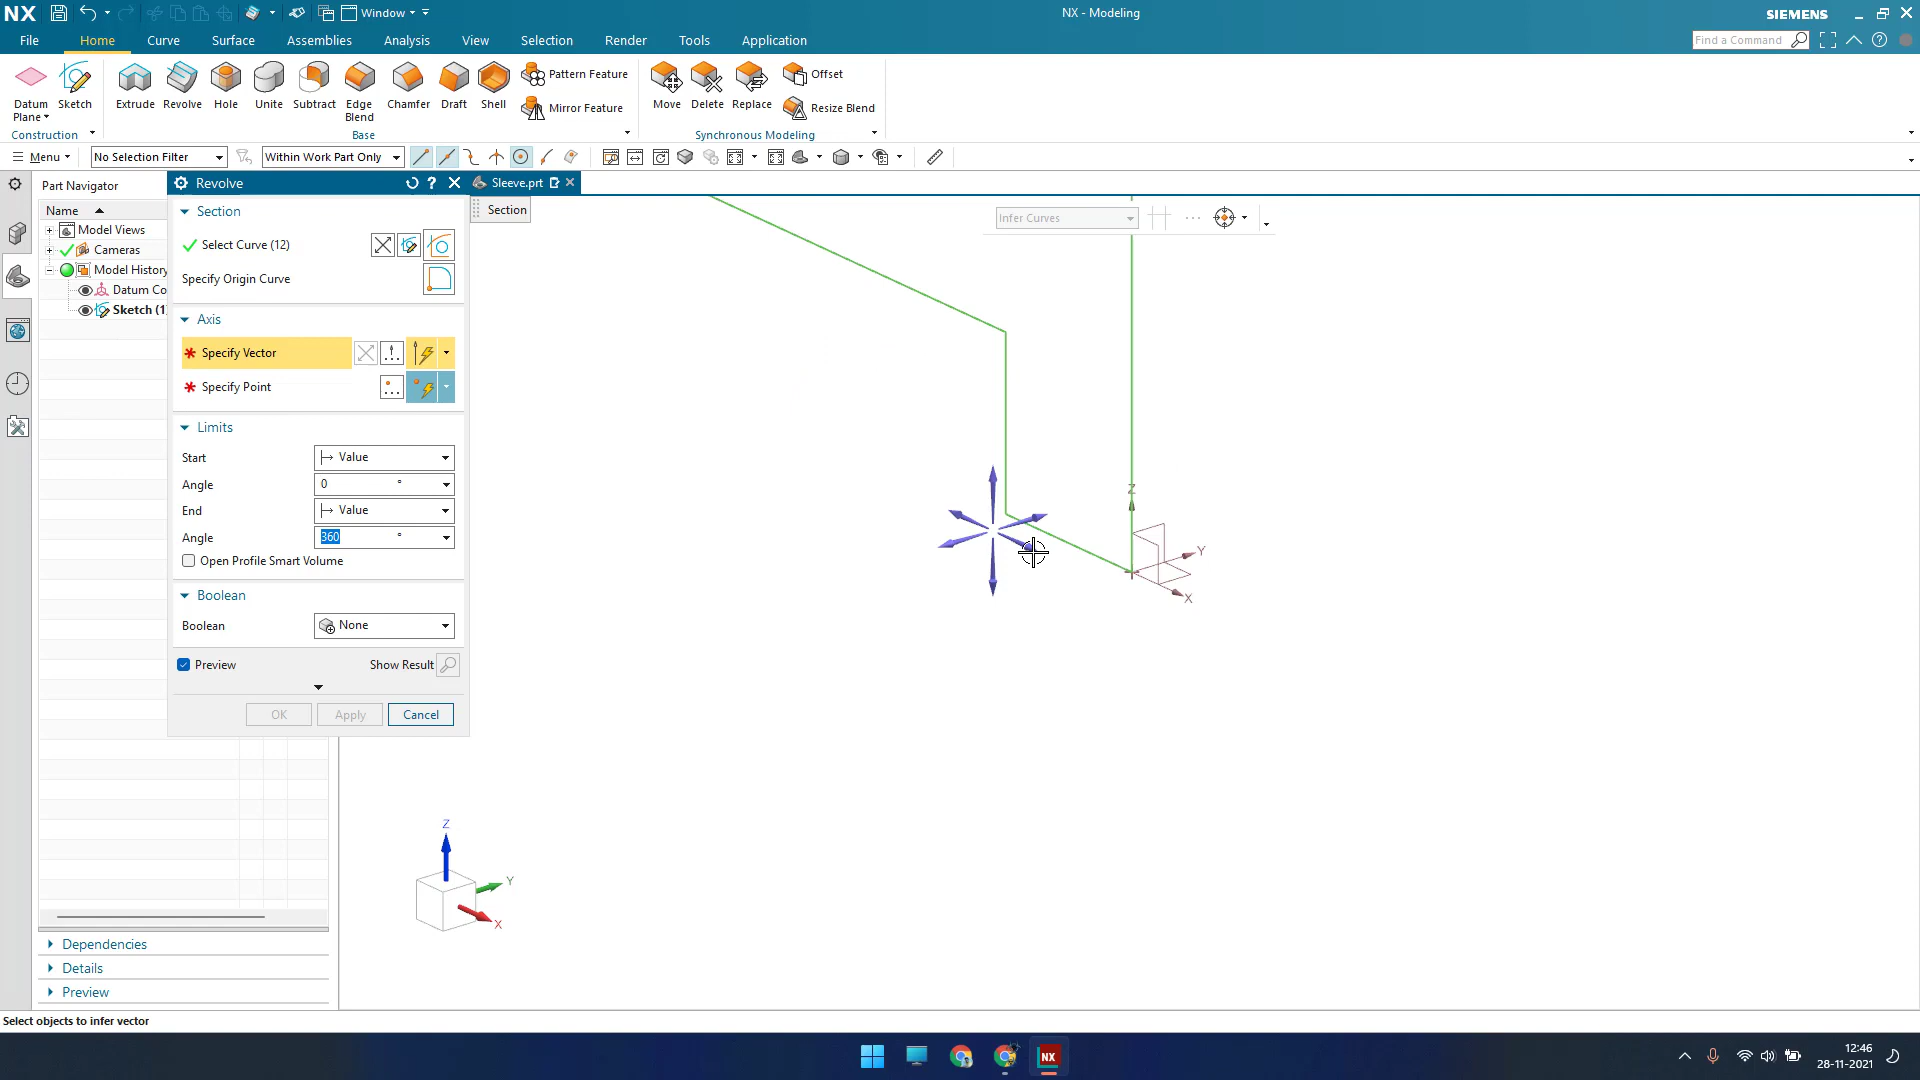 NX
Window
NX - Modeling
SIEMENS
File
Home
Curve
Surface
Assemblies
Analysis
View
Selection
Render
Tools
Application
Find a Command
Datum Plane
Sketch
Extrude
Revolve
Hole
Unite
Subtract
Edge Blend
Chamfer
Draft
Shell
Pattern Feature
Mirror Feature
Move
Delete
Replace
Offset
Resize Blend
Construction
Base
Synchronous Modeling
Menu
No Selection Filter
Within Work Part Only
Part Navigator
Name
Model Views
Cameras
Model History
Datum Co
Sketch (1
Revolve
Sleeve.prt
Section
Infer Curves
Section
Select Curve (12)
Specify Origin Curve
Axis
* Specify Vector
* Specify Point
Limits
Start
Value
Angle
0 °
End
Value
Angle
360 °
Open Profile Smart Volume
Boolean
Boolean
None
Preview
Show Result
OK
Apply
Cancel
Z
Y
X
Z
Y
X
Dependencies
Details
Preview
Select objects to infer vector
NX
12:46
28-11-2021